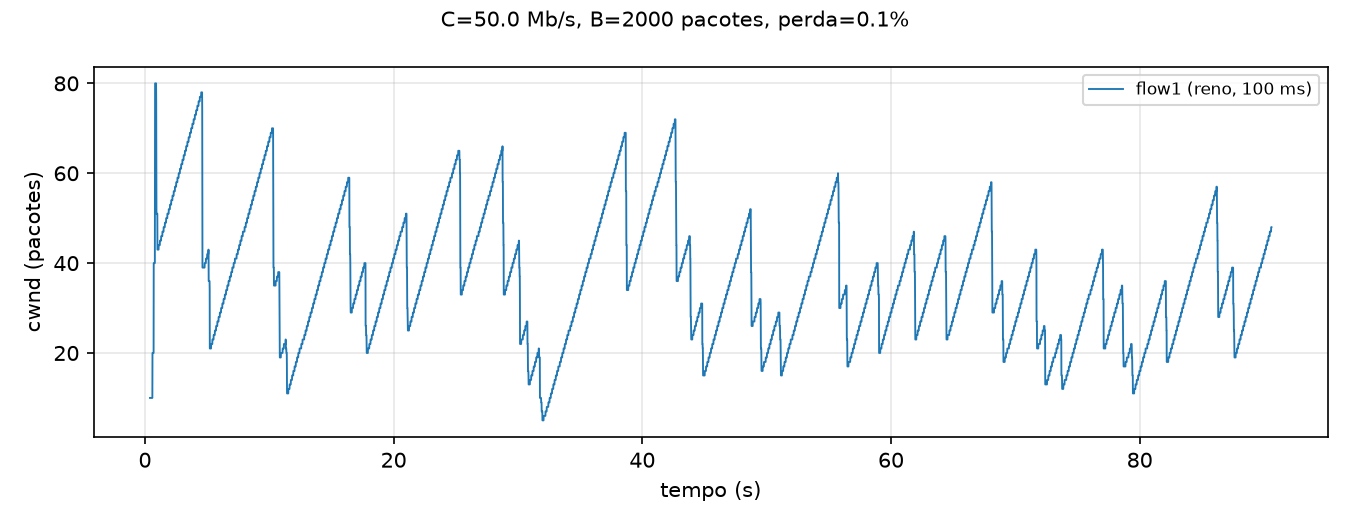 C=50.0 Mb/s, B=2000 pacotes, perda=0.1%
flow1 (reno, 100 ms)
cwnd (pacotes)
80
60
40
20
0 20 40 60 80
tempo (s)